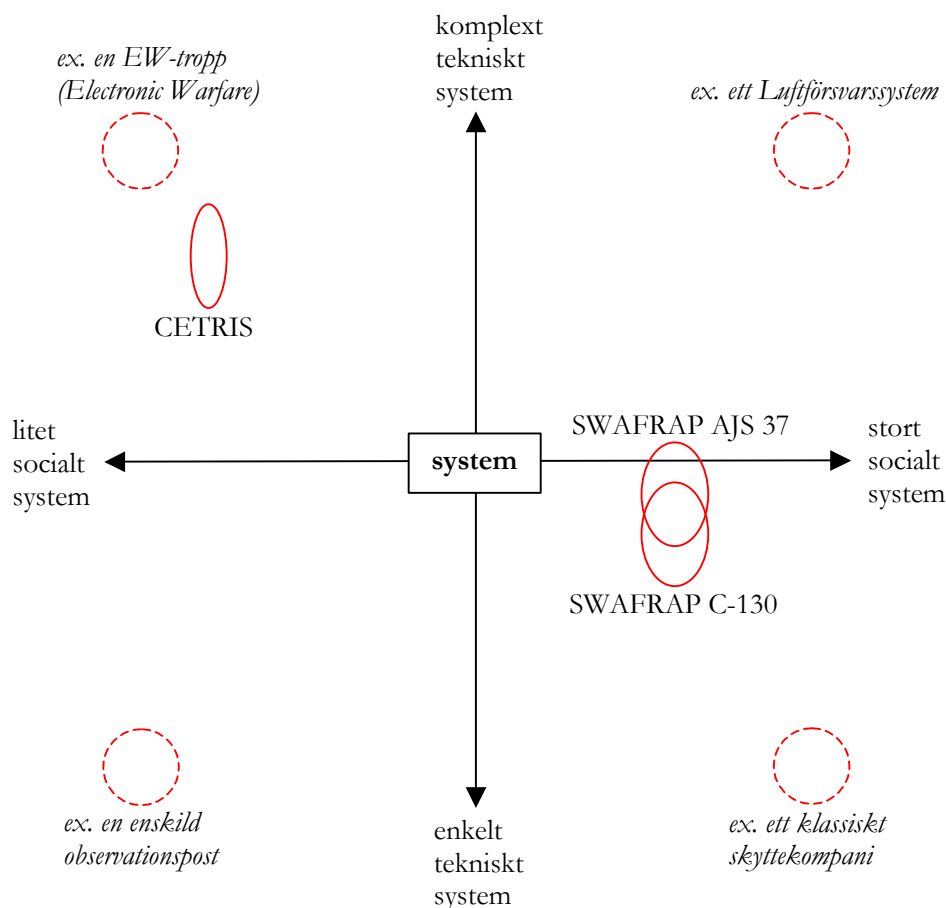 komplext
tekniskt
system
ex. en EW-tropp
(Electronic Warfare)
ex. ett Luftförsvarssystem
CETRIS
litet
socialt
system
system
SWAFRAP AJS 37
stort
socialt
system
SWAFRAP C-130
ex. en enskild
observationspost
enkelt
tekniskt
system
ex. ett klassiskt
skyttekompani